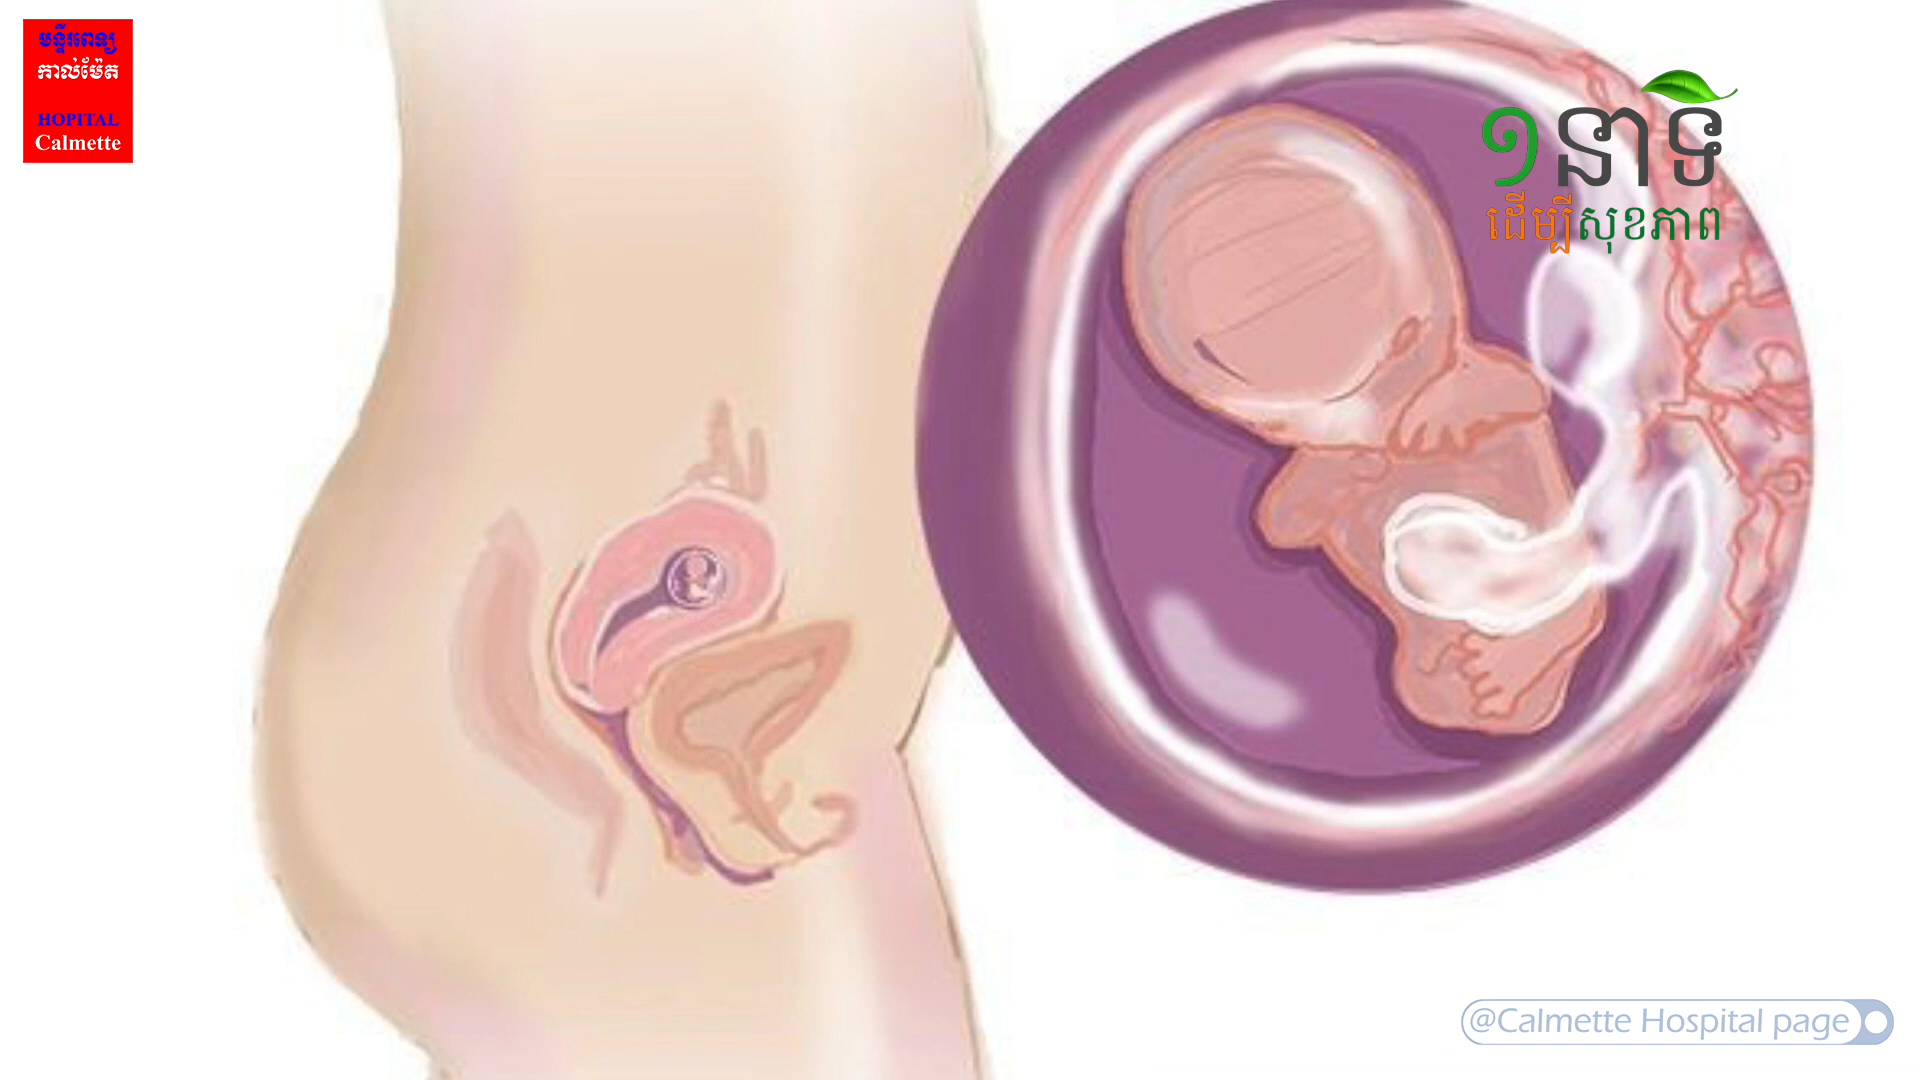 មន្ទីរពេទ្យ
កាល់ម៉ែត
HOPITAL
Calmette
១នាទី
ដើម្បីសុខភាព
@Calmette Hospital page